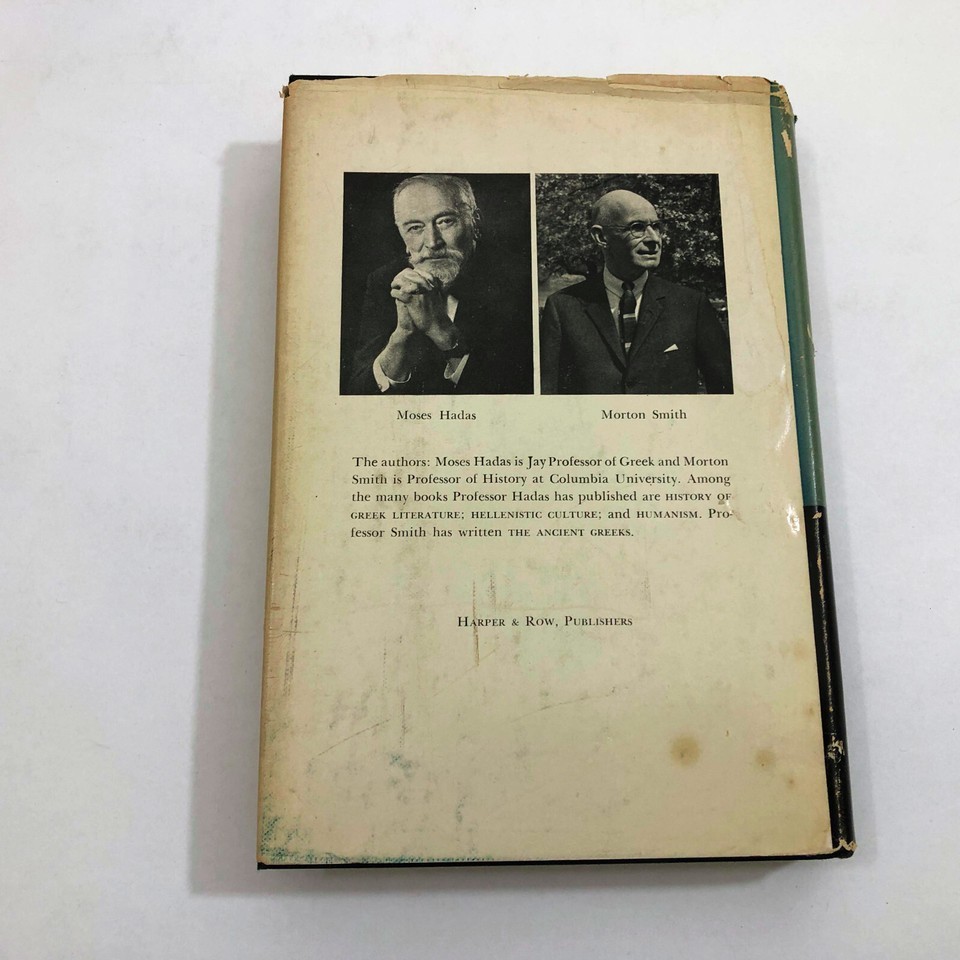 Moses Hadas Morton Smith
The authors: Moses Hadas is Jay Professor of Greek and Morton
Smith is Professor of History at Columbia University. Among
the many books Professor Hadas has published are HISTORY OF
GREEK LITERATURE; HELLENISTIC CULTURE; and HUMANISM. Pro-
fessor Smith has written THE ANCIENT GREEKS.
HARPER & ROW, PUBLISHERS